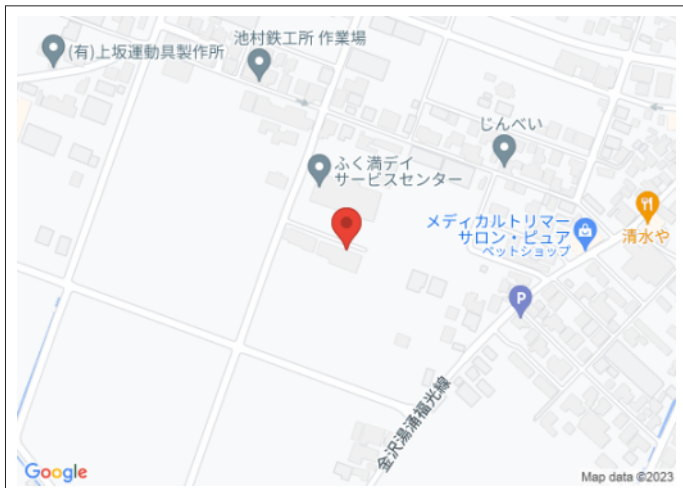 池村鉄工所 作業場
(有)上坂運動具製作所
じんべい
ふく満デイ
サービスセンター
メディカルトリマー
サロン・ピュア
ペットショップ
清水や
P
金沢湯涌福光線
Google
Map data ©2023